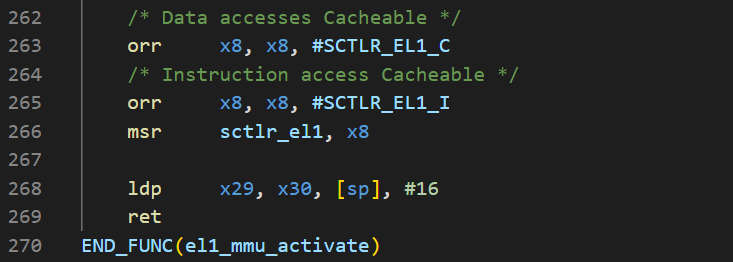 262 /* Data accesses Cacheable */
263 orr x8, x8, #SCTLR_EL1_C
264 /* Instruction access Cacheable */
265 orr x8, x8, #SCTLR_EL1_I
266 msr sctlr_el1, x8
267
268 ldp x29, x30, [sp], #16
269 ret
270 END_FUNC(el1_mmu_activate)